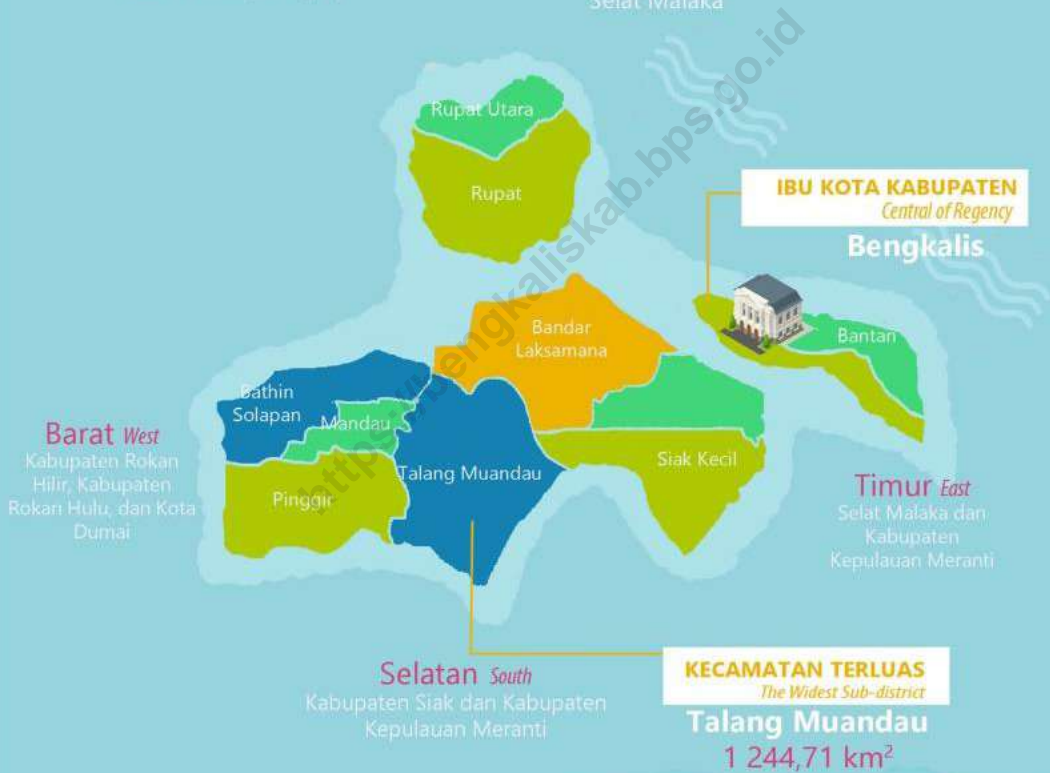 Selat Malaka
Rupat Utara
Rupat
IBU KOTA KABUPATEN
Central of Regency
Bengkalis
Bandar
Laksamana
Bantan
Bathin
Solapan
Mandau
Barat West
Kabupaten Rokan
Hilir, Kabupaten
Rokan Hulu, dan Kota
Dumai
Talang Muandau
Siak Kecil
Pinggir
Timur East
Selat Malaka dan
Kabupaten
Kepulauan Meranti
Selatan South
Kabupaten Siak dan Kabupaten
Kepulauan Meranti
KECAMATAN TERLUAS
The Widest Sub-district
Talang Muandau
1 244,71 km²
https://bengkaliskab.bps.go.id